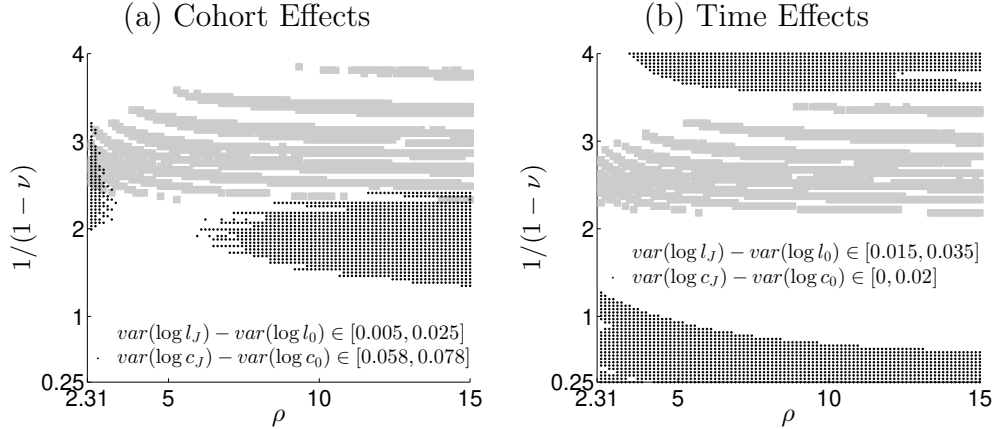 (a) Cohort Effects
4
3
2
1
0.25
2.31
5
10
15
1/(1 − ν)
ρ
var(log l_J) − var(log l_0) ∈ [0.005, 0.025]
var(log c_J) − var(log c_0) ∈ [0.058, 0.078]
(b) Time Effects
4
3
2
1
0.25
2.31
5
10
15
1/(1 − ν)
ρ
var(log l_J) − var(log l_0) ∈ [0.015, 0.035]
var(log c_J) − var(log c_0) ∈ [0, 0.02]